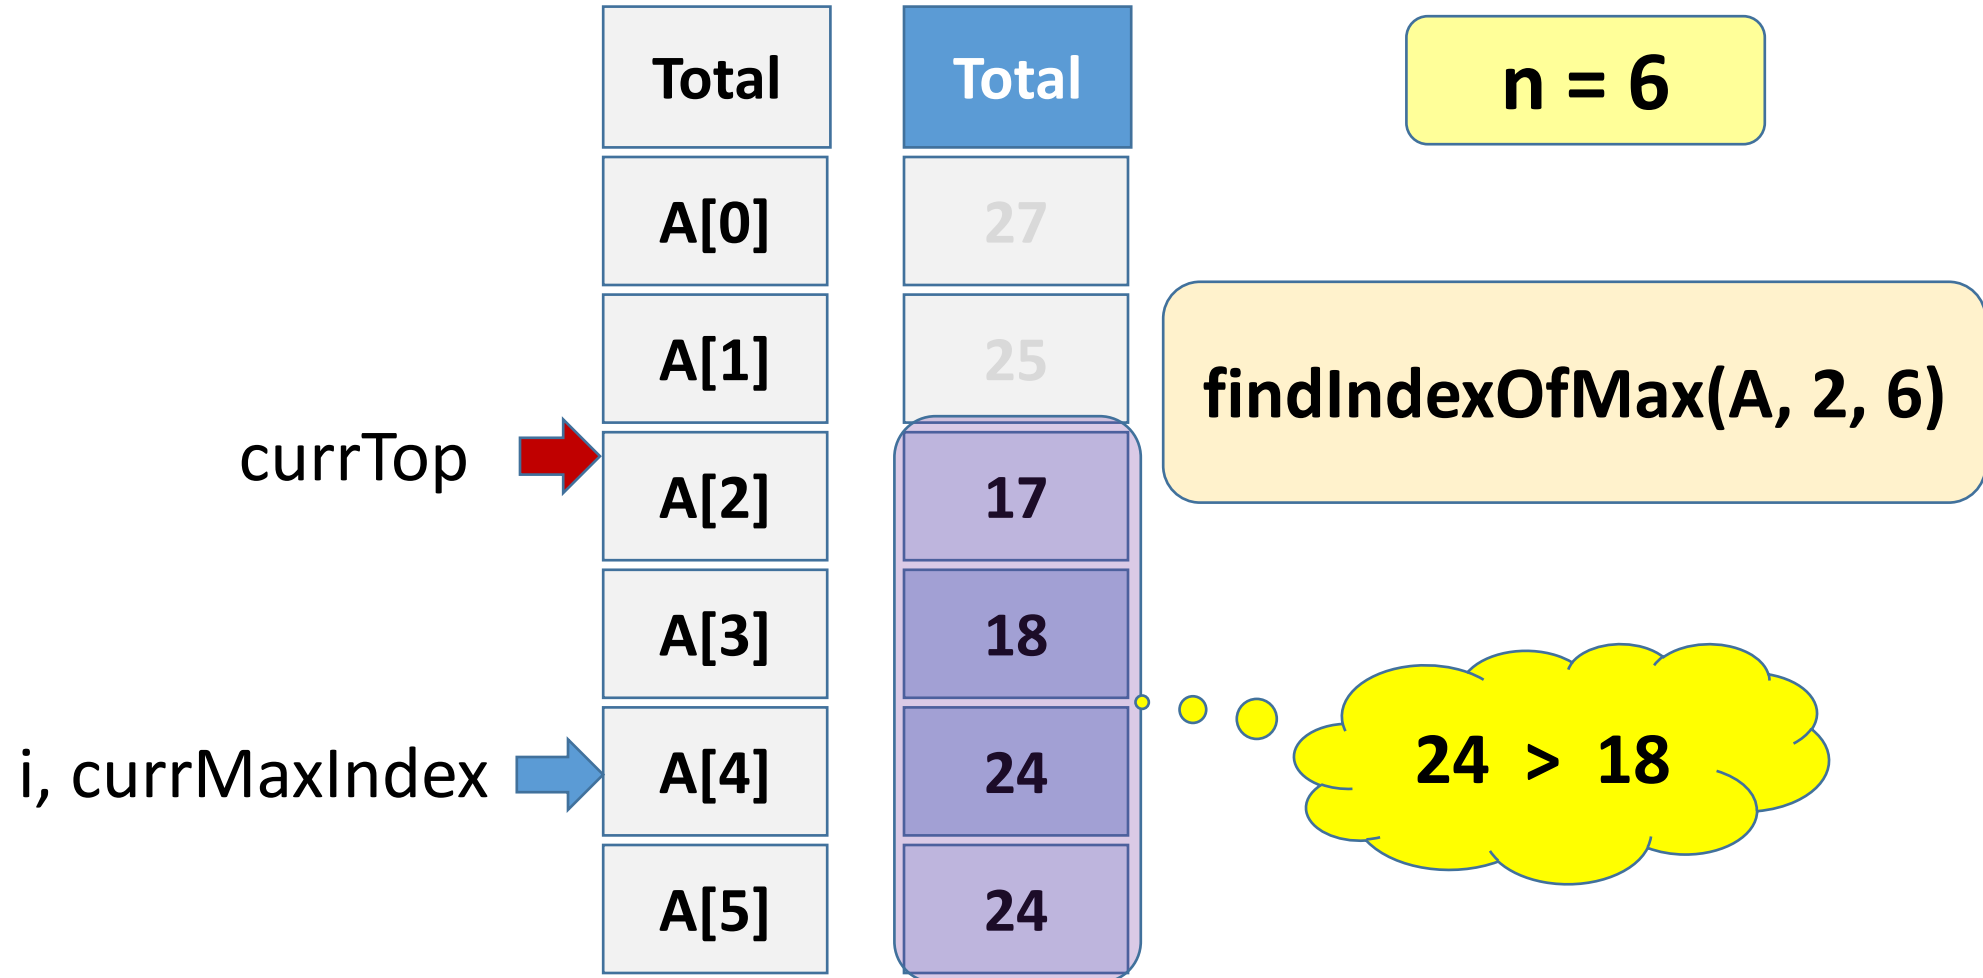 Total Total n = 6
A[0] 27
A[1] 25
findIndexOfMax(A, 2, 6)
currTop
A[2] 17
A[3] 18
i, currMaxIndex A[4] 24
24 > 18
A[5] 24